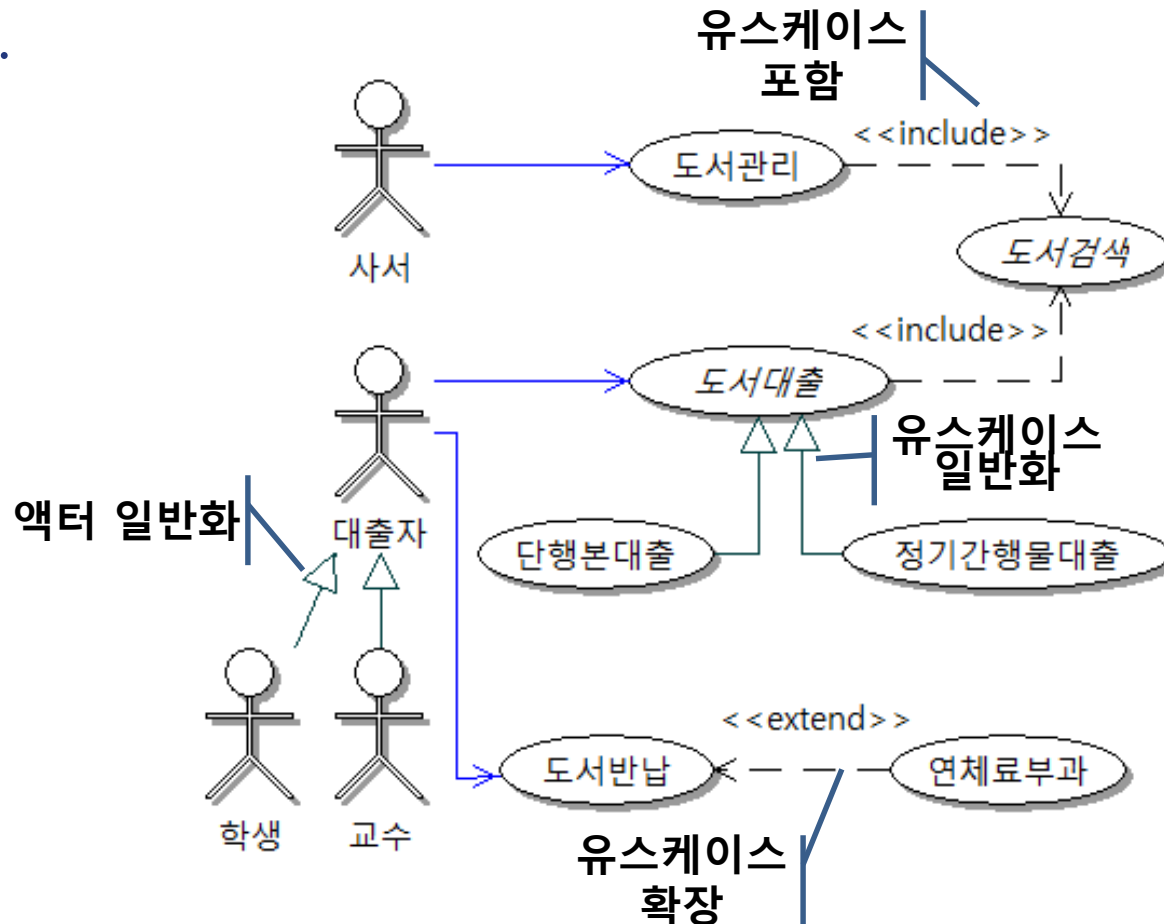 .
유스케이스
포함
<<include>>
도서관리
도서검색
사서
<<include>>
도서대출
유스케이스
일반화
액터 일반화
대출자
단행본대출
정기간행물대출
<<extend>>
도서반납
연체료부과
학생
교수
유스케이스
확장